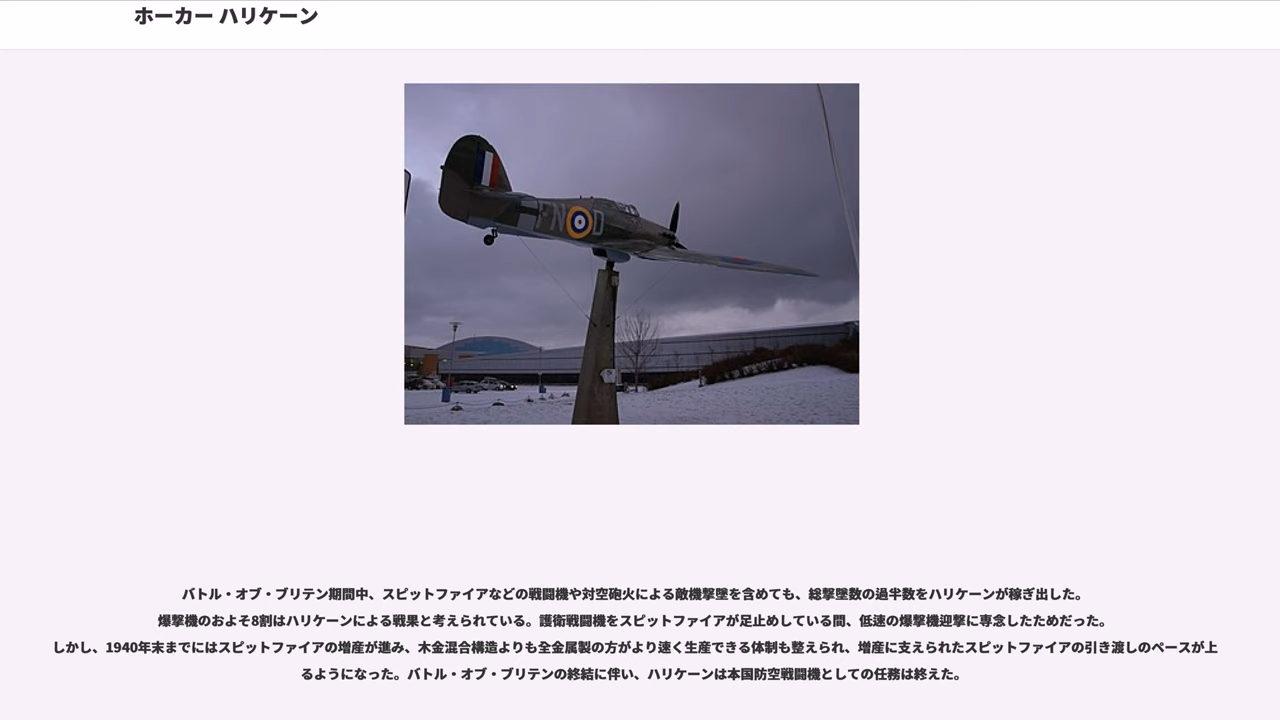 ホーカー ハリケーン
FN D
バトル・オブ・ブリテン期間中、スピットファイアなどの戦闘機や対空砲火による敵機撃墜を含めても、総撃墜数の過半数をハリケーンが稼ぎ出した。
爆撃機のおよそ8割はハリケーンによる戦果と考えられている。護衛戦闘機をスピットファイアが足止めしている間、低速の爆撃機迎撃に専念したためだった。
しかし、1940年末までにはスピットファイアの増産が進み、木金混合構造よりも全金属製の方がより速く生産できる体制も整えられ、増産に支えられたスピットファイアの引き渡しのペースが上
るようになった。バトル・オブ・ブリテンの終結に伴い、ハリケーンは本国防空戦闘機としての任務は終えた。